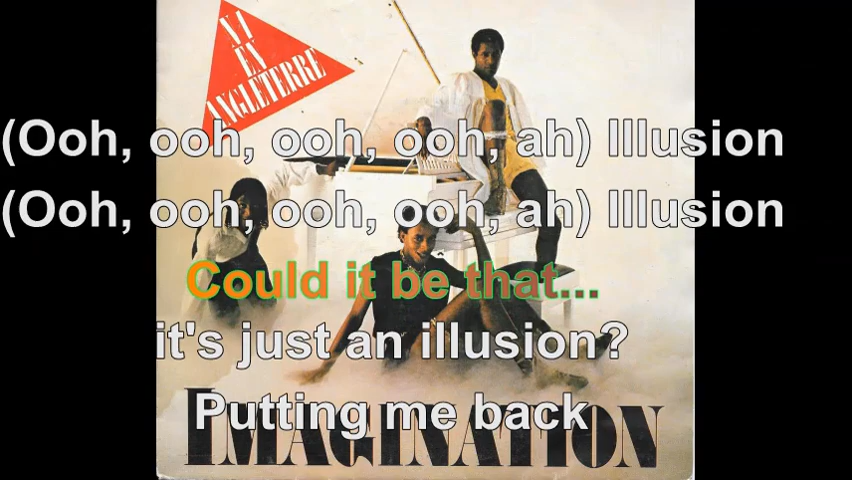 N1
EN
ANGLETERRE
(Ooh, ooh, ooh, ooh, ah) Illusion
(Ooh, ooh, ooh, ooh, ah) Illusion
Could it be that...
it's just an illusion?
Putting me back
IMAGINATION